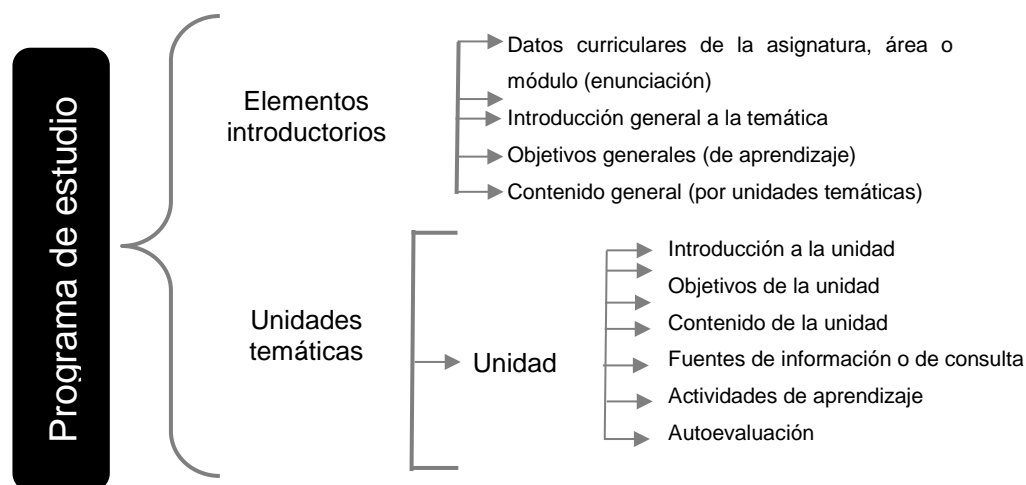 Programa de estudio
Elementos
introductorios
Datos curriculares de la asignatura, área o
módulo (enunciación)
Introducción general a la temática
Objetivos generales (de aprendizaje)
Contenido general (por unidades temáticas)
Unidades
temáticas
Unidad
Introducción a la unidad
Objetivos de la unidad
Contenido de la unidad
Fuentes de información o de consulta
Actividades de aprendizaje
Autoevaluación